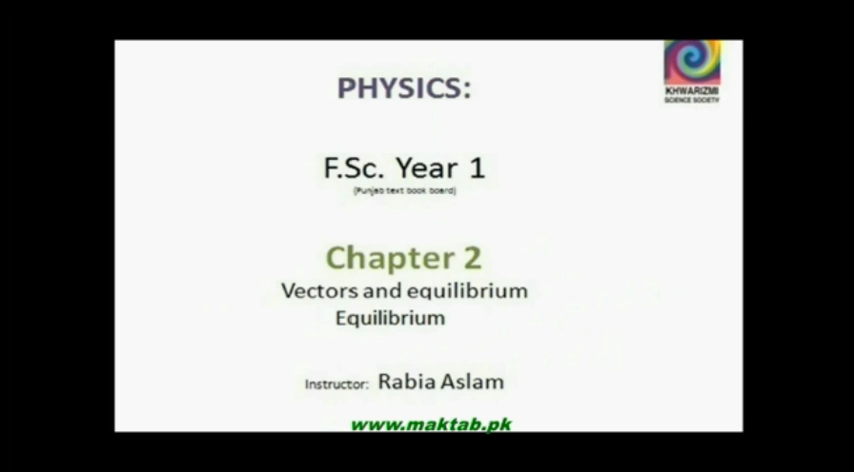 KHWARIZMI
SCIENCE SOCIETY
PHYSICS:
F.Sc. Year 1
(Punjab text book board)
Chapter 2
Vectors and equilibrium
Equilibrium
Instructor: Rabia Aslam
www.maktab.pk